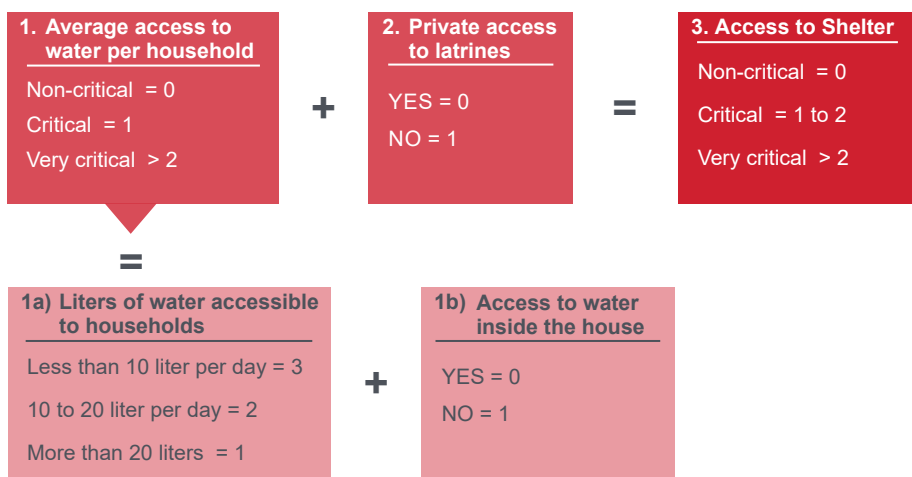 1. Average access to
water per household
Non-critical = 0
Critical = 1
Very critical > 2
+
2. Private access
to latrines
YES = 0
NO = 1
=
3. Access to Shelter
Non-critical = 0
Critical = 1 to 2
Very critical > 2
=
1a) Liters of water accessible
to households
Less than 10 liter per day = 3
10 to 20 liter per day = 2
More than 20 liters = 1
+
1b) Access to water
inside the house
YES = 0
NO = 1